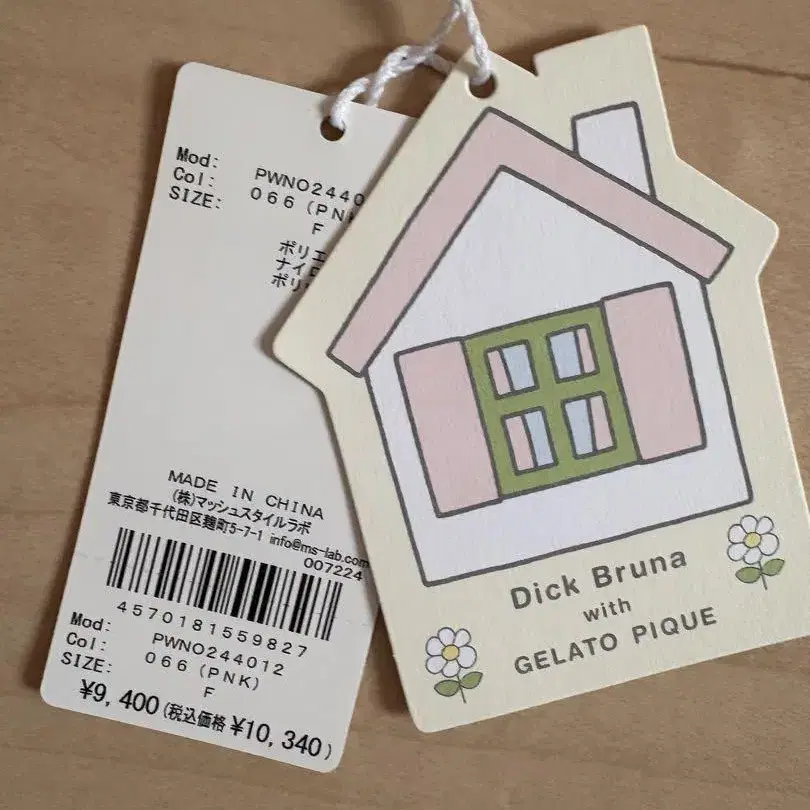 Mod: PWNO2440
Col: 066 (PNK
SIZE: F
ポリエ
ナイロ
ポリ
MADE IN CHINA
(株)マッシュスタイルラボ
東京都千代田区麹町5-7-1 info@ms-lab.com
007224
4570181559827
Mod: PWNO244012
Col: 066 (PNK)
SIZE: F
¥9,400(税込価格 ¥10,340)
Dick Bruna
with
GELATO PIQUE